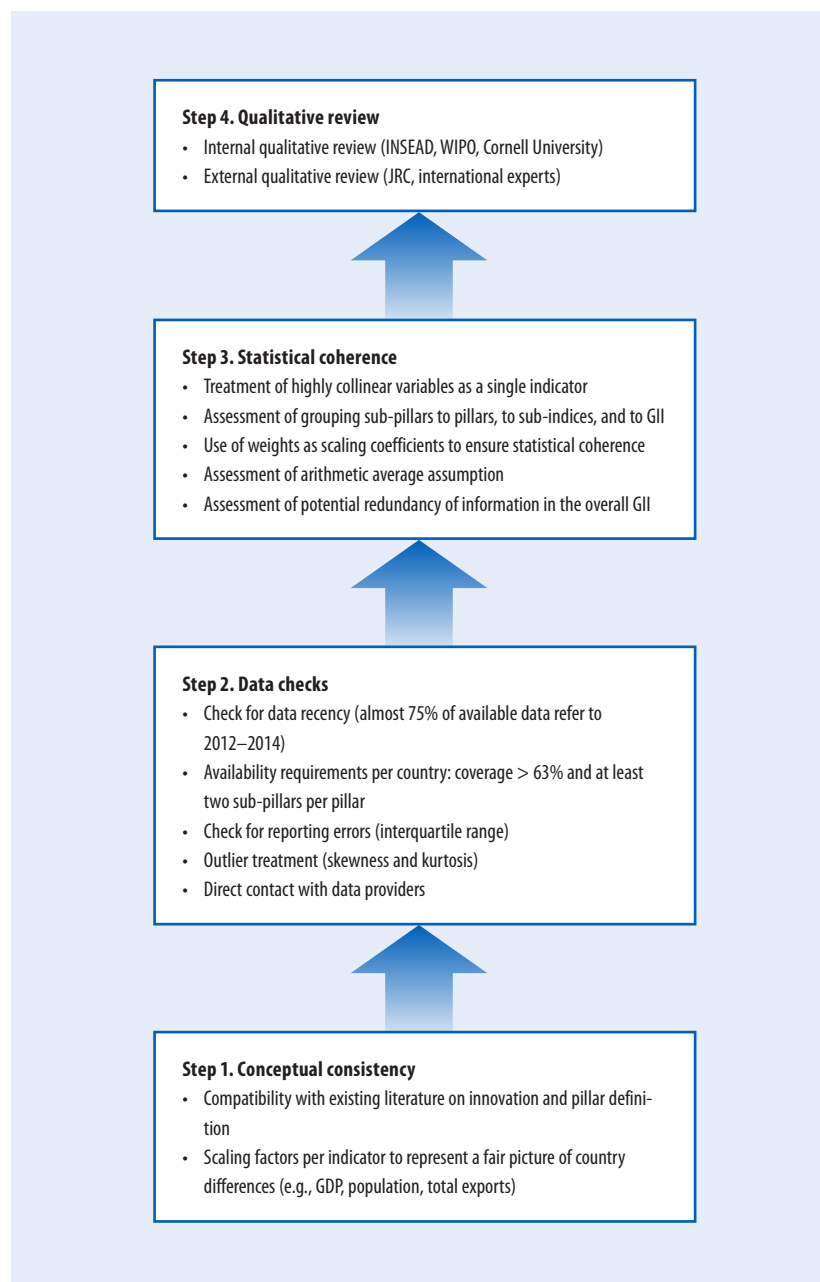 Step 4. Qualitative review
• Internal qualitative review (INSEAD, WIPO, Cornell University)
• External qualitative review (JRC, international experts)
Step 3. Statistical coherence
• Treatment of highly collinear variables as a single indicator
• Assessment of grouping sub-pillars to pillars, to sub-indices, and to GII
• Use of weights as scaling coefficients to ensure statistical coherence
• Assessment of arithmetic average assumption
• Assessment of potential redundancy of information in the overall GII
Step 2. Data checks
• Check for data recency (almost 75% of available data refer to
2012–2014)
• Availability requirements per country: coverage > 63% and at least
two sub-pillars per pillar
• Check for reporting errors (interquartile range)
• Outlier treatment (skewness and kurtosis)
• Direct contact with data providers
Step 1. Conceptual consistency
• Compatibility with existing literature on innovation and pillar defini-
tion
• Scaling factors per indicator to represent a fair picture of country
differences (e.g., GDP, population, total exports)